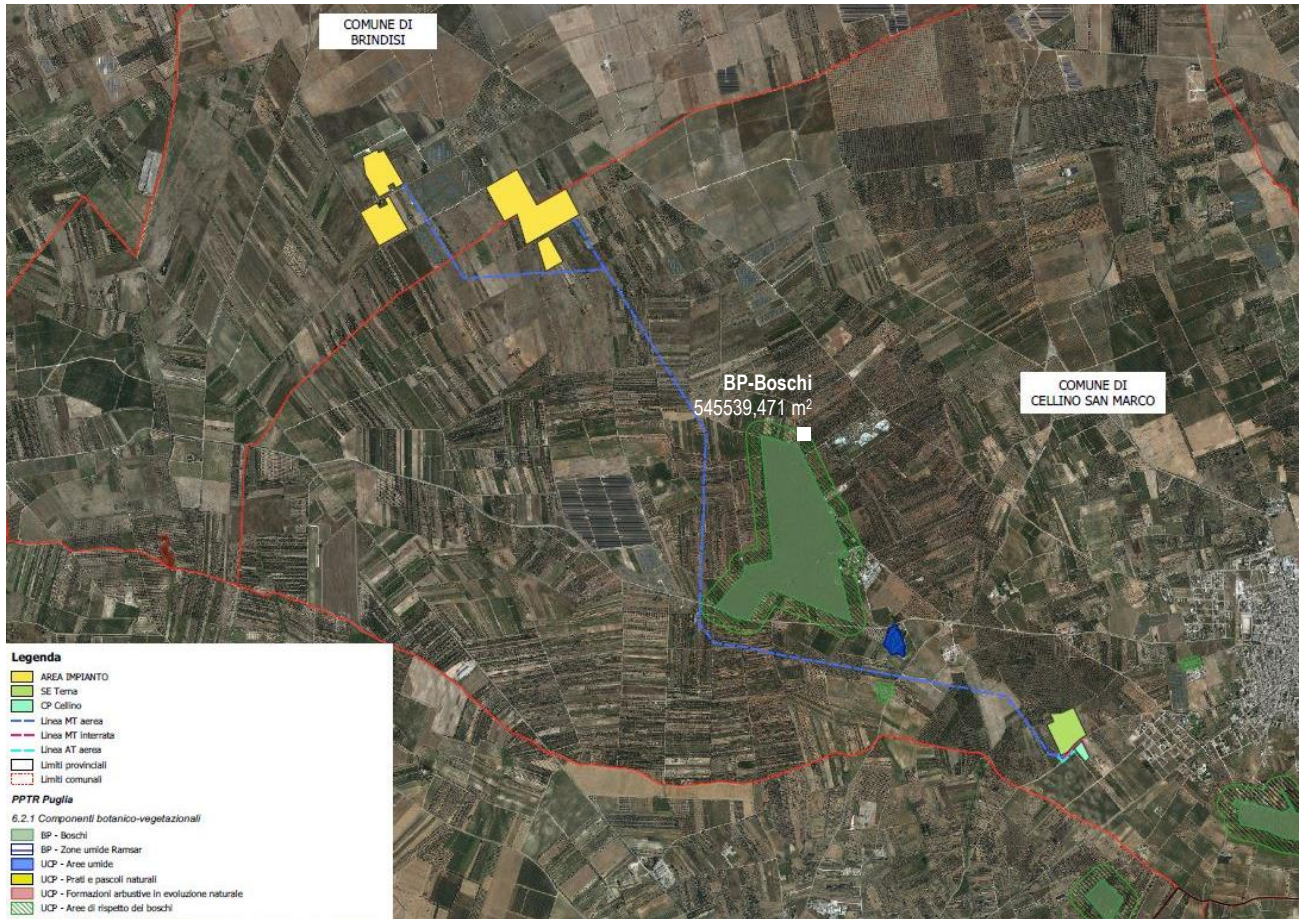 COMUNE DI
BRINDISI
BP-Boschi
545539,471 m²
COMUNE DI
CELLINO SAN MARCO
Legenda
AREA IMPIANTO
SE Terna
CP Cellino
Linea MT aerea
Linea MT interrata
Linea AT aerea
Limiti provinciali
Limiti comunali
PPTR Puglia
6.2.1 Componenti botanico-vegetazionali
BP - Boschi
BP - Zone umide Ramsar
UCP - Aree umide
UCP - Prati e pascoli naturali
UCP - Formazioni arbustive in evoluzione naturale
UCP - Aree di rispetto dei boschi